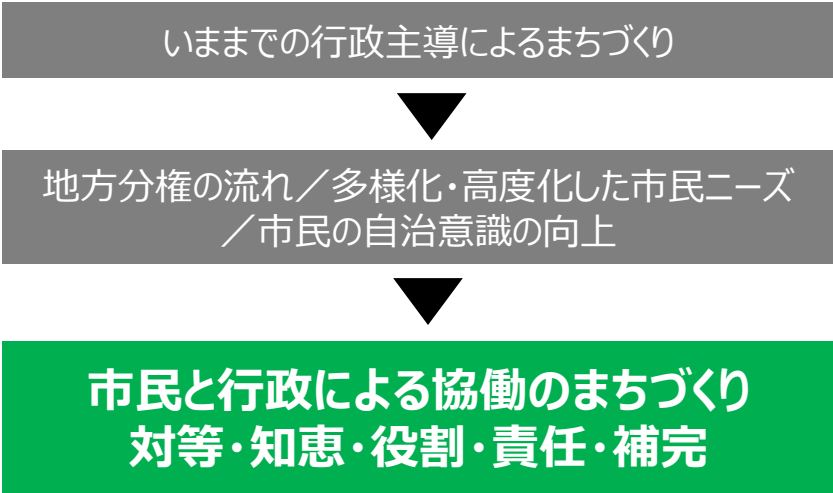 いままでの行政主導によるまちづくり
地方分権の流れ／多様化・高度化した市民ニーズ
／市民の自治意識の向上
市民と行政による協働のまちづくり
対等・知恵・役割・責任・補完